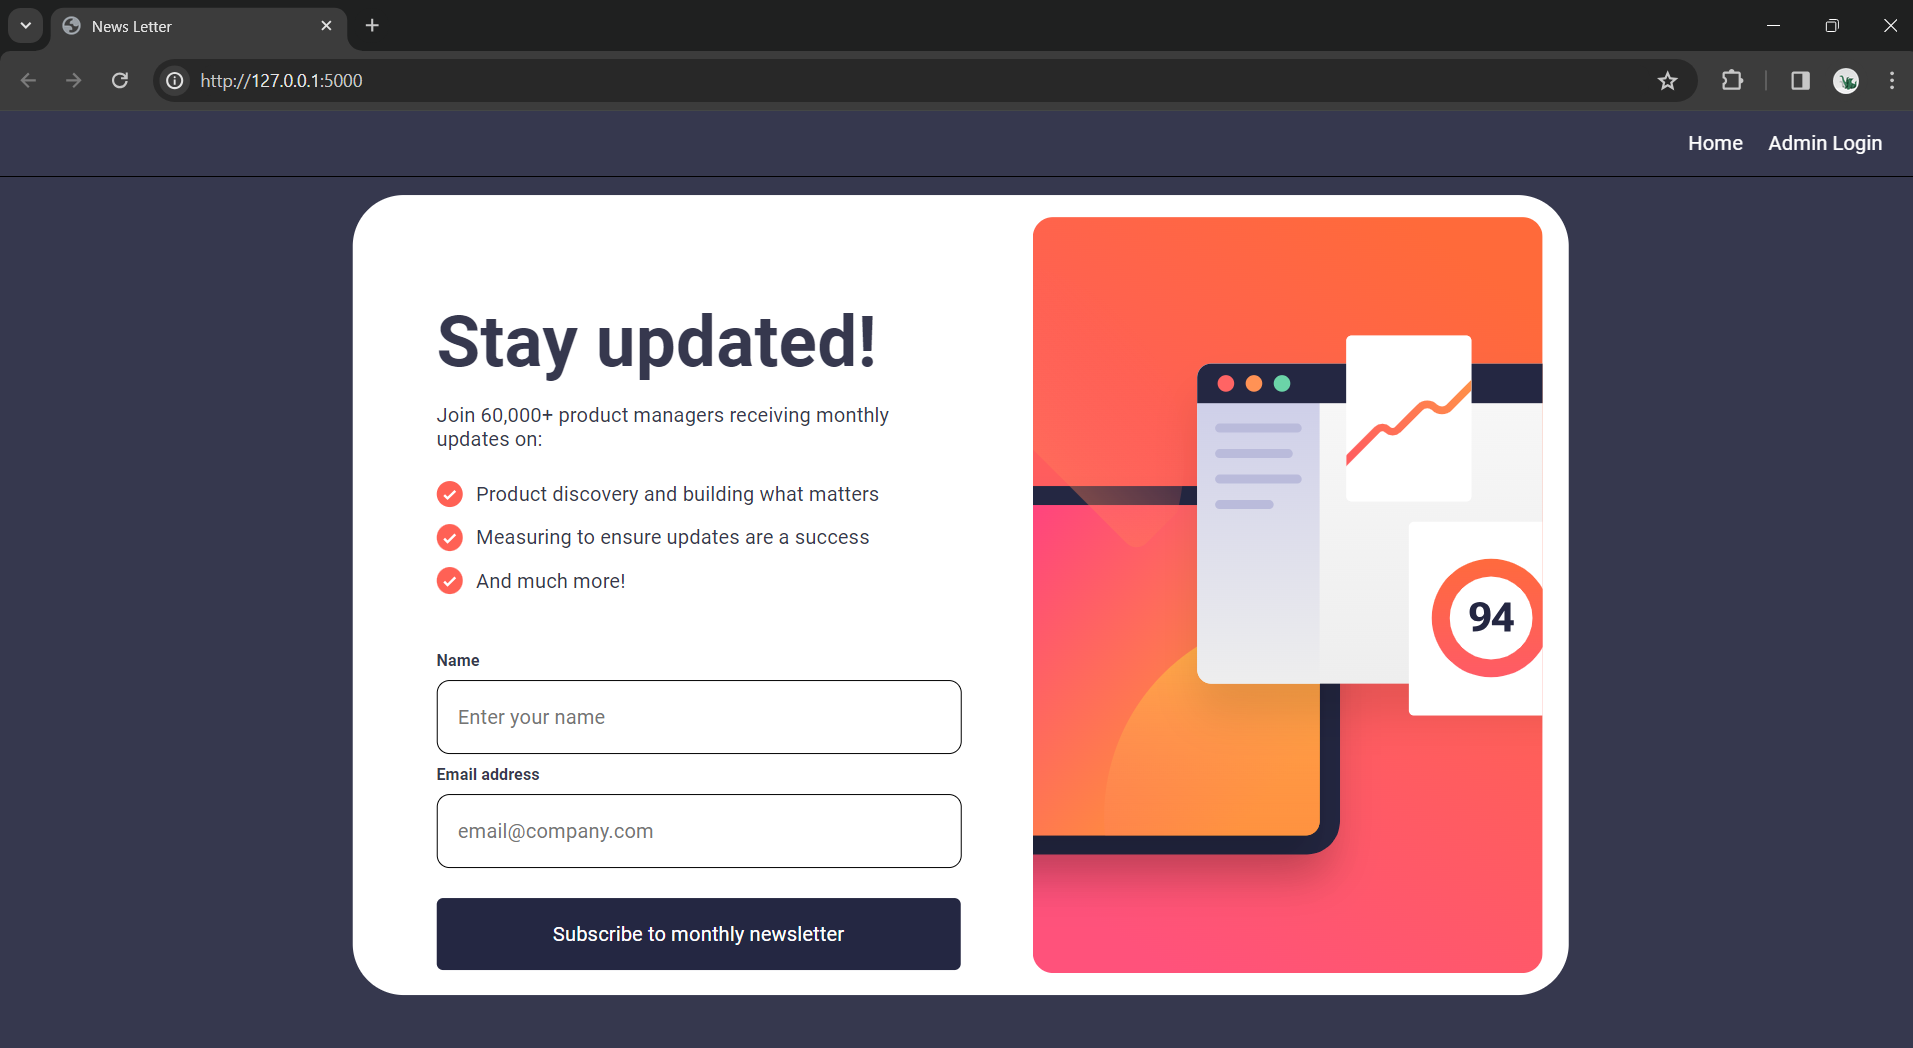 News Letter
http://127.0.0.1:5000
Home Admin Login
Stay updated!
Join 60,000+ product managers receiving monthly
updates on:
Product discovery and building what matters
Measuring to ensure updates are a success
And much more!
Name
Enter your name
Email address
email@company.com
Subscribe to monthly newsletter
94